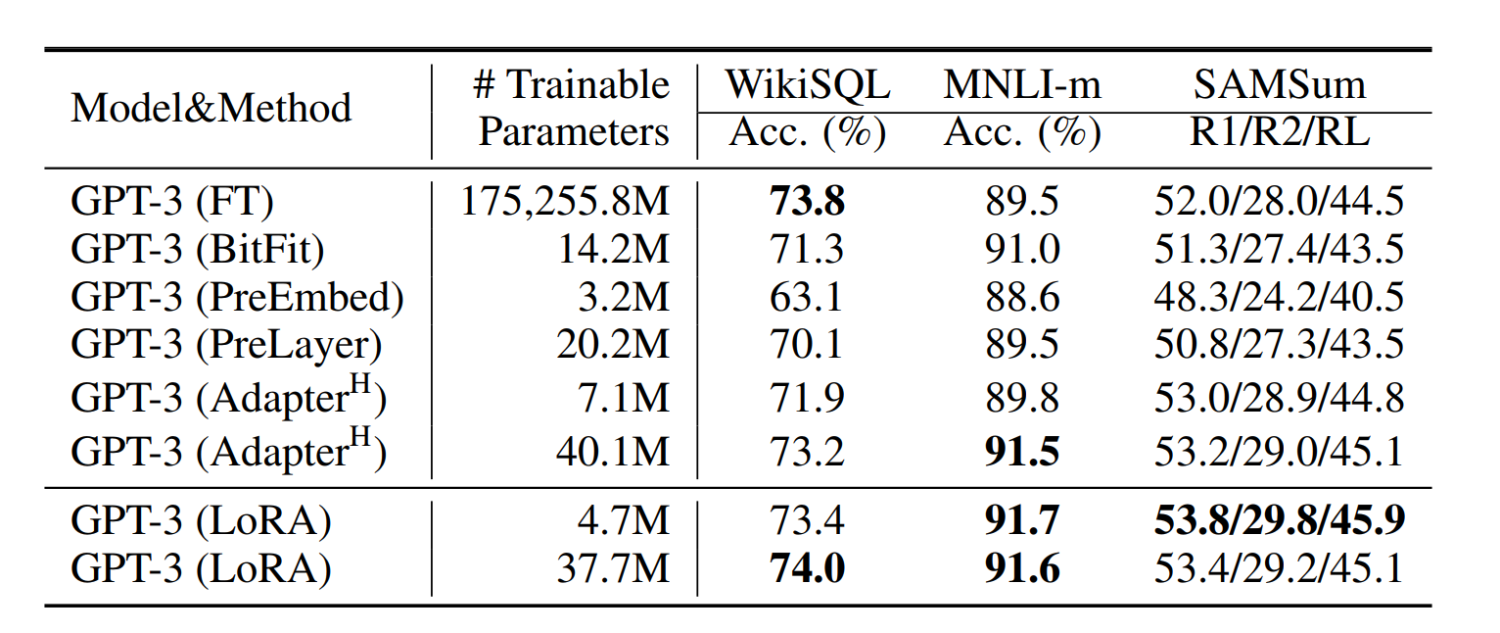 Model&Method # Trainable Parameters WikiSQL MNLI-m SAMSum
Acc. (%) Acc. (%) R1/R2/RL
GPT-3 (FT) 175,255.8M 73.8 89.5 52.0/28.0/44.5
GPT-3 (BitFit) 14.2M 71.3 91.0 51.3/27.4/43.5
GPT-3 (PreEmbed) 3.2M 63.1 88.6 48.3/24.2/40.5
GPT-3 (PreLayer) 20.2M 70.1 89.5 50.8/27.3/43.5
GPT-3 (Adapterᴴ) 7.1M 71.9 89.8 53.0/28.9/44.8
GPT-3 (Adapterᴴ) 40.1M 73.2 91.5 53.2/29.0/45.1
GPT-3 (LoRA) 4.7M 73.4 91.7 53.8/29.8/45.9
GPT-3 (LoRA) 37.7M 74.0 91.6 53.4/29.2/45.1